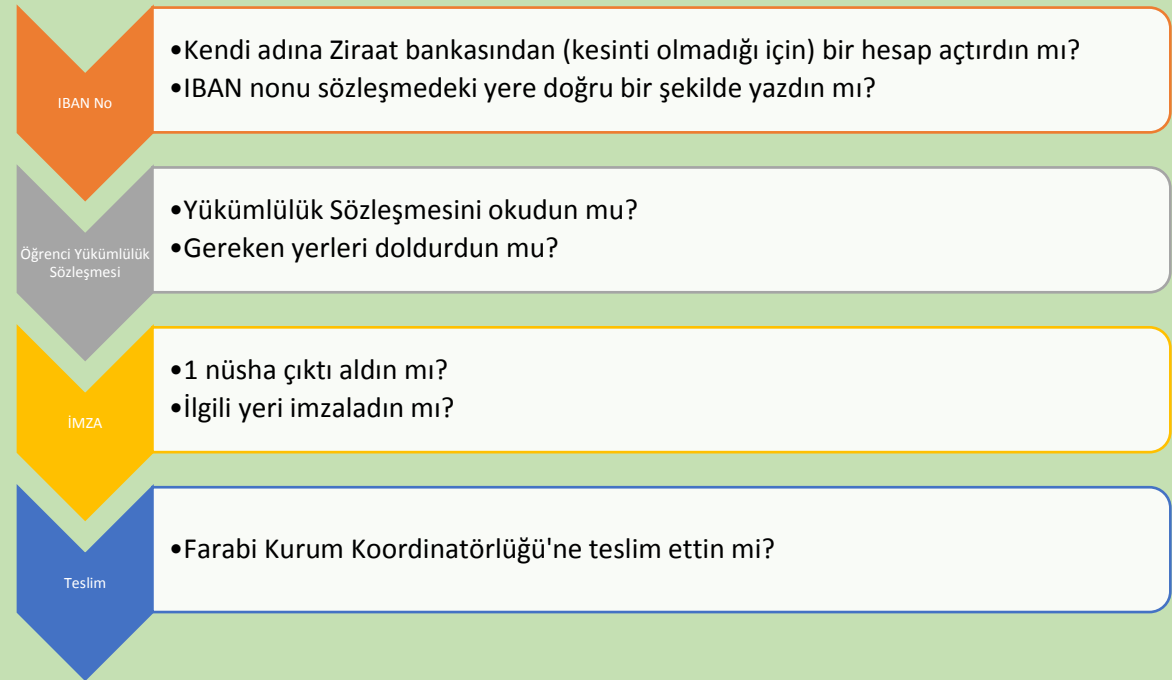 IBAN No
•Kendi adına Ziraat bankasından (kesinti olmadığı için) bir hesap açtırdın mı?
•IBAN nonu sözleşmedeki yere doğru bir şekilde yazdın mı?
Öğrenci Yükümlülük
Sözleşmesi
•Yükümlülük Sözleşmesini okudun mu?
•Gereken yerleri doldurdun mu?
İMZA
•1 nüsha çıktı aldın mı?
•İlgili yeri imzaladın mı?
Teslim
•Farabi Kurum Koordinatörlüğü'ne teslim ettin mi?